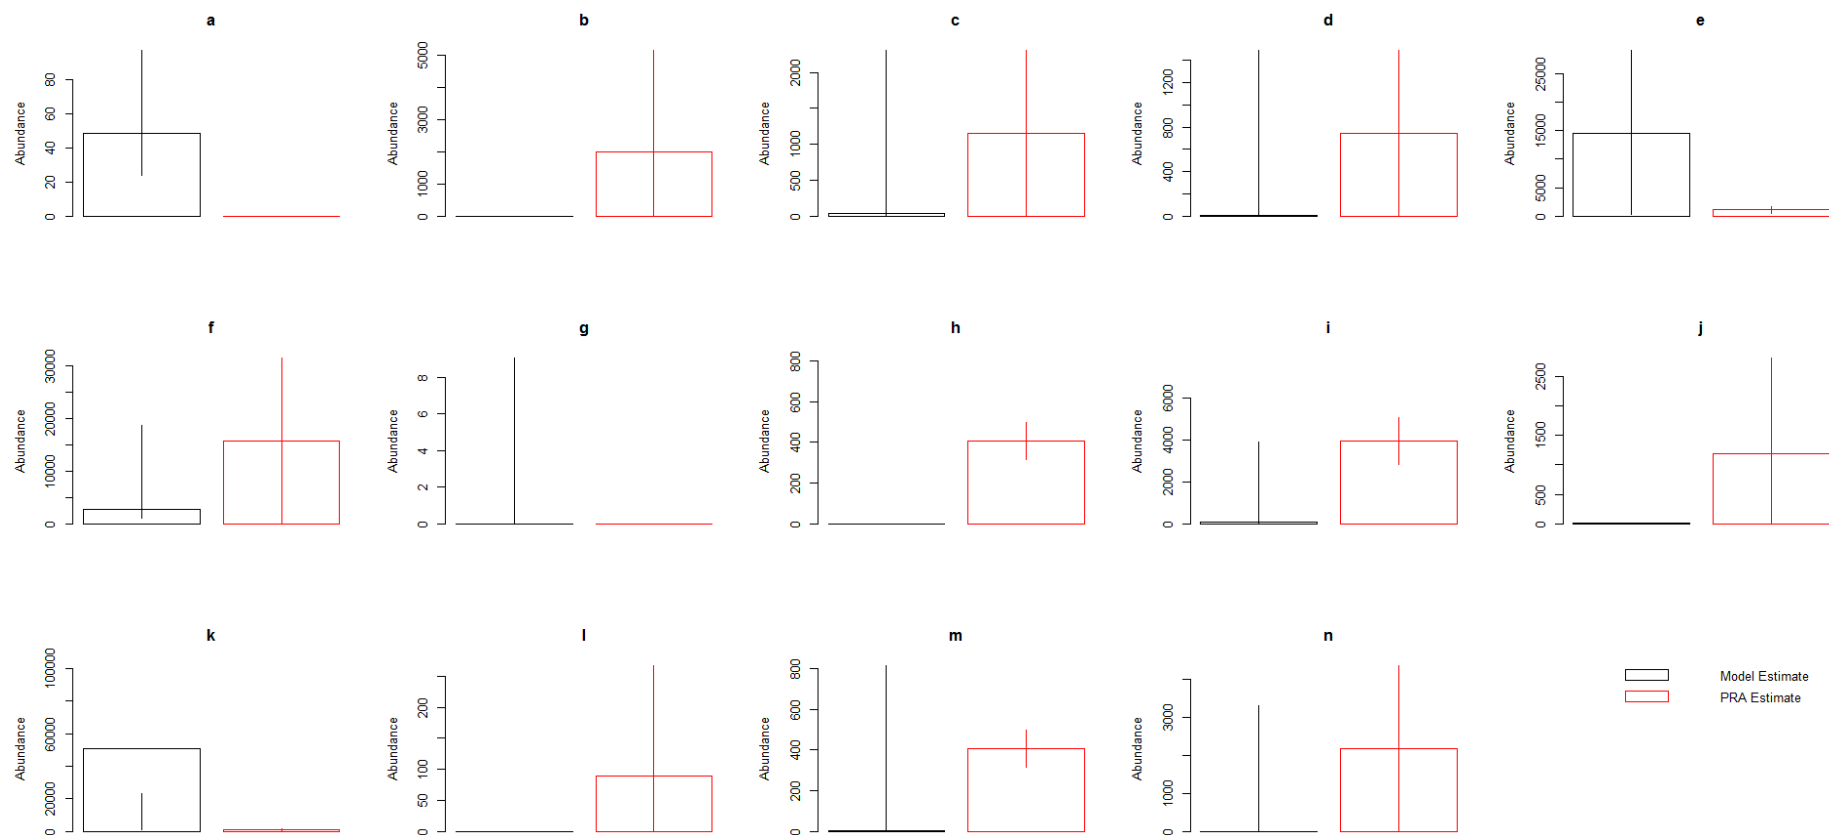 a
b
c
d
e
Abundance
0
20
40
60
80
Abundance
0
1000
3000
5000
Abundance
0
500
1000
2000
Abundance
0
400
800
1200
Abundance
0
5000
15000
25000
f
g
h
i
j
Abundance
0
10000
20000
30000
Abundance
0
2
4
6
8
Abundance
0
200
400
600
800
Abundance
0
2000
4000
6000
Abundance
0
500
1500
2500
k
l
m
n
Abundance
0
20000
60000
100000
Abundance
0
50
100
200
Abundance
0
200
400
600
800
Abundance
0
1000
3000
Model Estimate
PRA Estimate